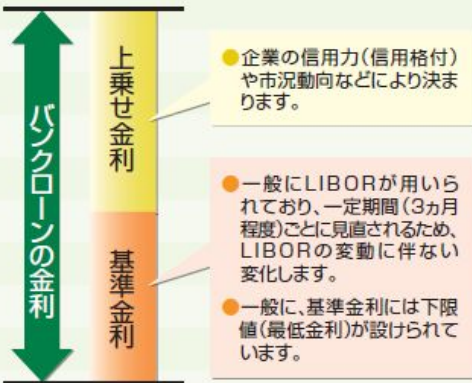 バンクローンの金利
上乗せ金利
●企業の信用力(信用格付)
や市況動向などにより決ま
ります。
基準金利
●一般にLIBORが用いら
れており、一定期間(3ヵ月
程度)ごとに見直されるため、
LIBORの変動に伴ない
変化します。
●一般に、基準金利には下限
値(最低金利)が設けられて
います。